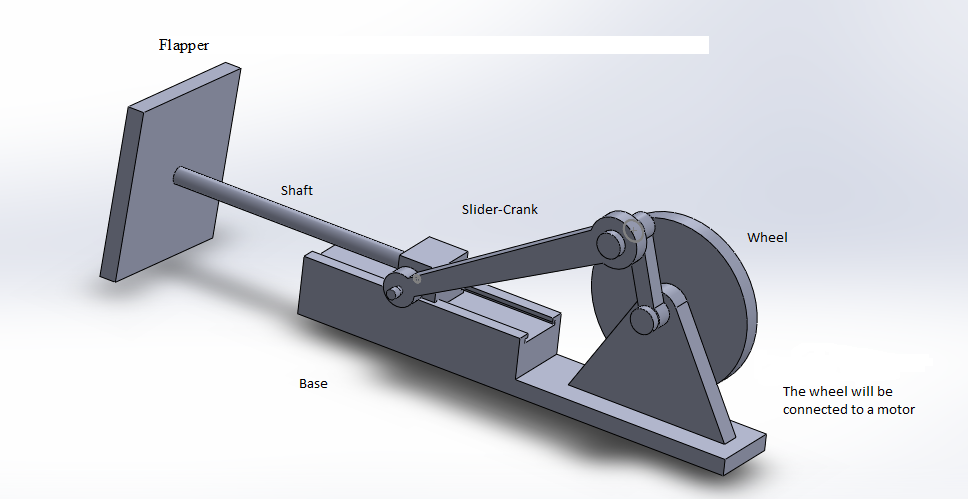 Flapper
Shaft
Slider-Crank
Wheel
Base
The wheel will be
connected to a motor